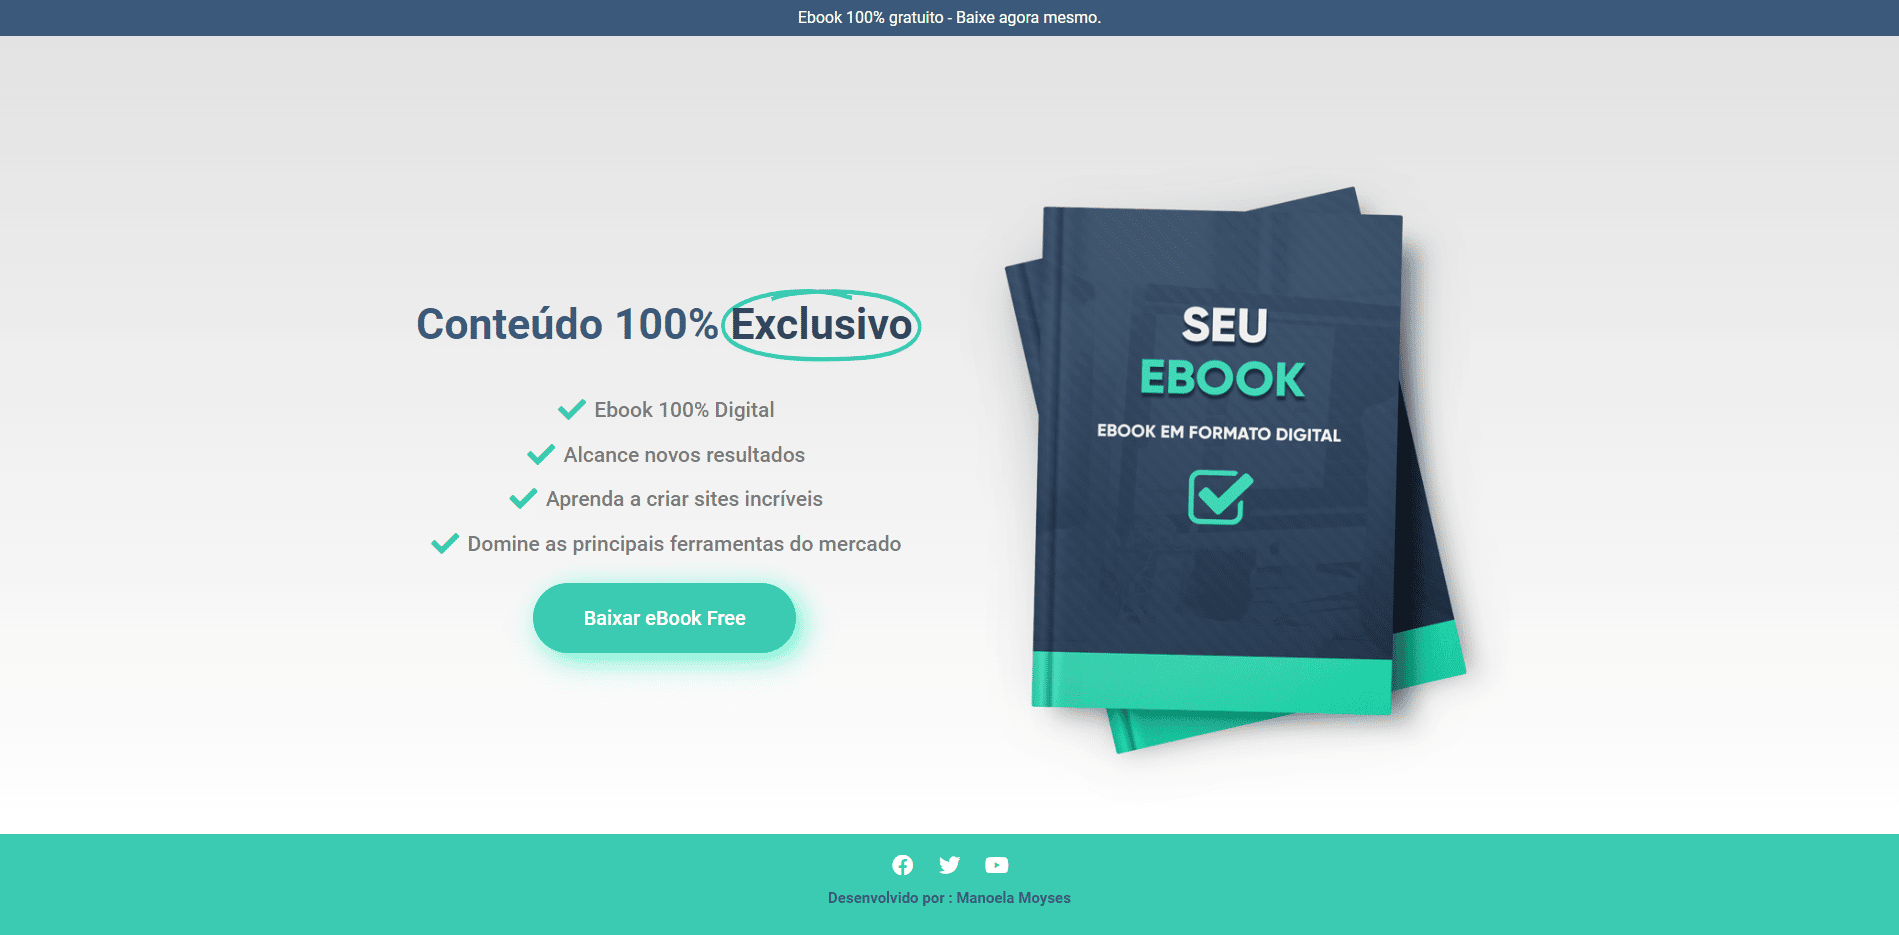 Ebook 100% gratuito - Baixe agora mesmo.
Conteúdo 100% Exclusivo
Ebook 100% Digital
Alcance novos resultados
Aprenda a criar sites incríveis
Domine as principais ferramentas do mercado
Baixar eBook Free
SEU
EBOOK
EBOOK EM FORMATO DIGITAL
Desenvolvido por : Manoela Moyses